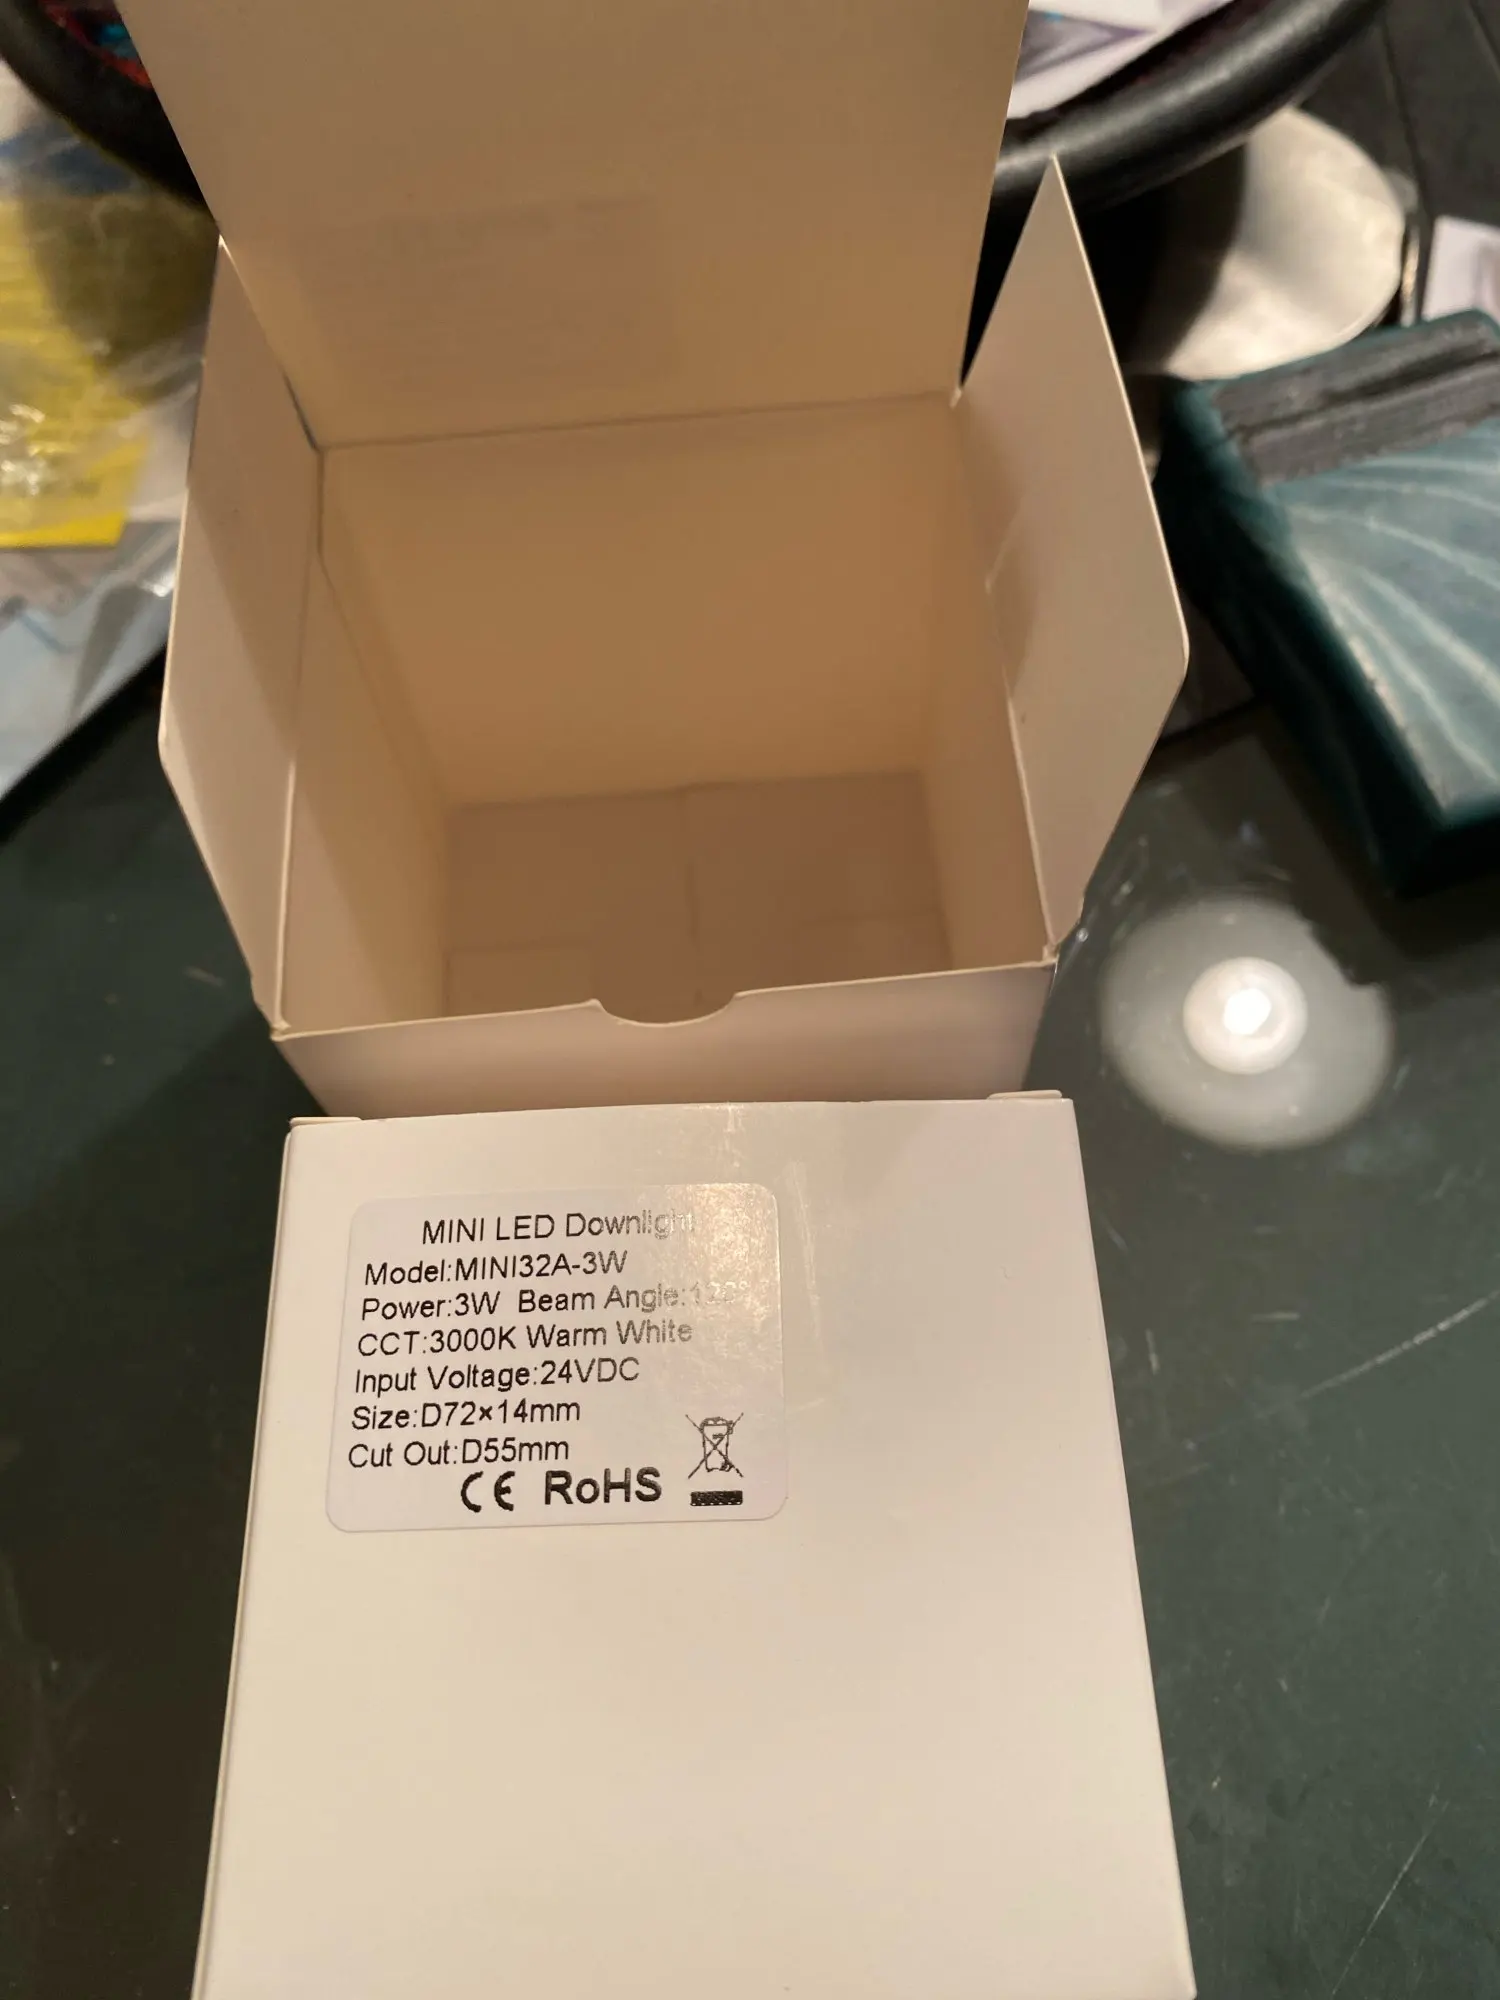 MINI LED Downlight
Model:MINI32A-3W
Power:3W Beam Angle:
CCT:3000K Warm White
Input Voltage:24VDC
Size:D72×14mm
Cut Out:D55mm
CE RoHS